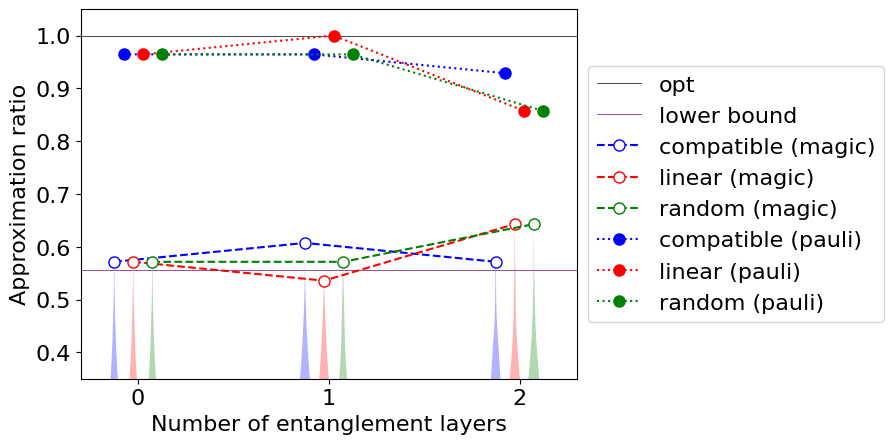 1.0
0.9
0.8
0.7
0.6
0.5
0.4
Approximation ratio
0 1 2
Number of entanglement layers
opt
lower bound
compatible (magic)
linear (magic)
random (magic)
compatible (pauli)
linear (pauli)
random (pauli)